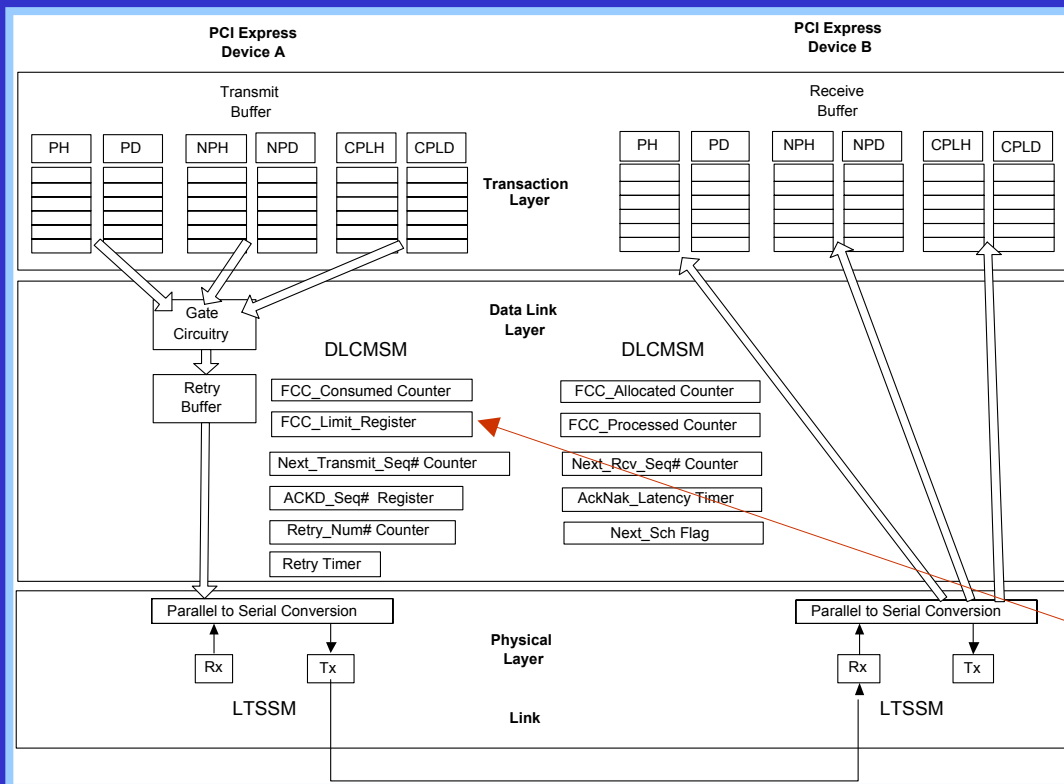 PCI Express
Device A
PCI Express
Device B
Transmit
Buffer
Receive
Buffer
PH
PD
NPH
NPD
CPLH
CPLD
PH
PD
NPH
NPD
CPLH
CPLD
Transaction
Layer
Gate
Circuitry
Data Link
Layer
DLCMSM
DLCMSM
Retry
Buffer
FCC_Consumed Counter
FCC_Allocated Counter
FCC_Limit_Register
FCC_Processed Counter
Next_Transmit_Seq# Counter
Next_Rcv_Seq# Counter
ACKD_Seq# Register
AckNak_Latency Timer
Retry_Num# Counter
Next_Sch Flag
Retry Timer
Parallel to Serial Conversion
Parallel to Serial Conversion
Physical
Layer
Rx
Tx
Rx
Tx
LTSSM
Link
LTSSM